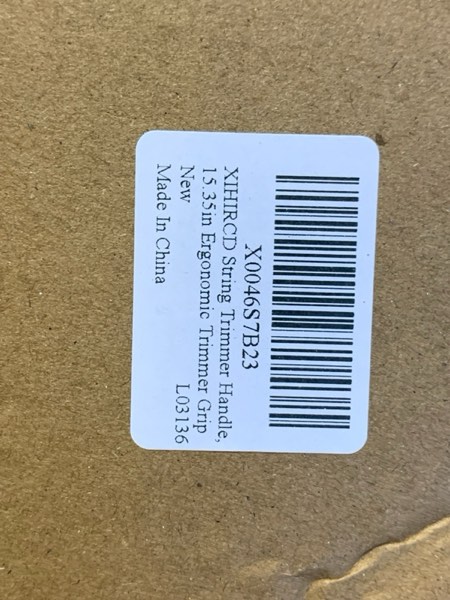 X0046S7B23
XIHIRCD String Trimmer Handle,
15.35in Ergonomic Trimmer Grip
New L03136
Made In China